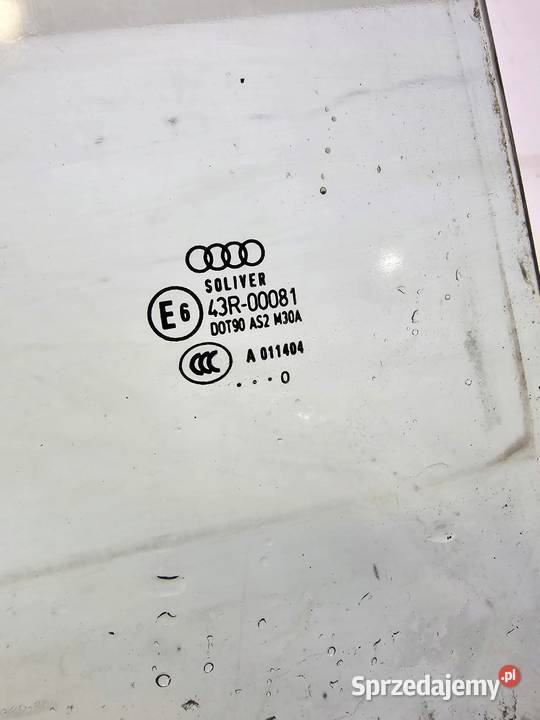 SOLIVER
E6 43R-00081
DOT90 AS2 M30A
CCC A 011404
. . . 0
Sprzedajemy.pl